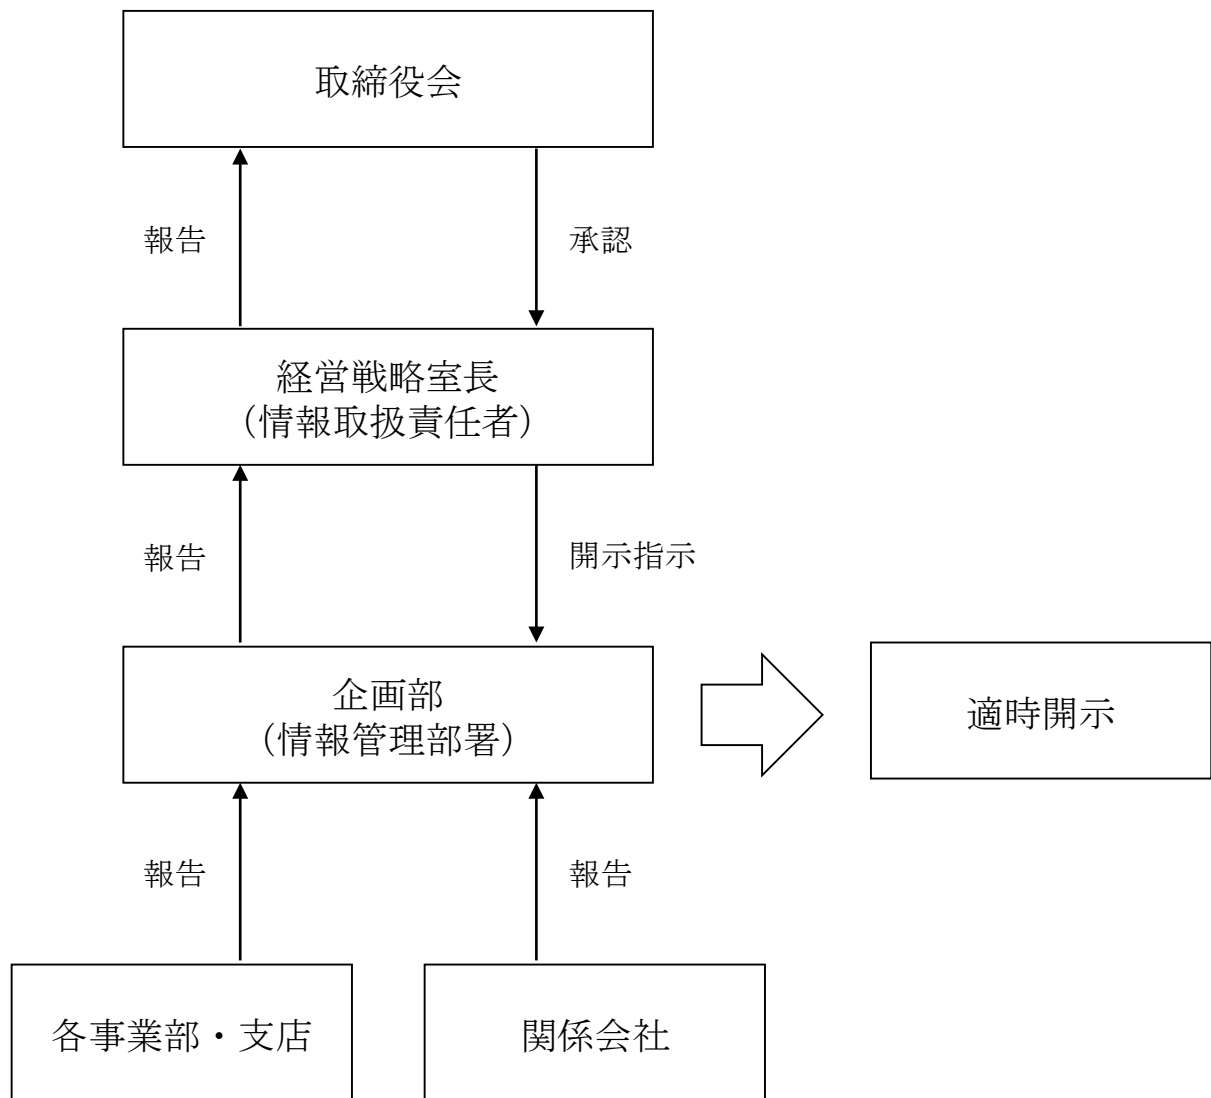 取締役会
報告
承認
経営戦略室長
（情報取扱責任者）
報告
開示指示
企画部
（情報管理部署）
適時開示
報告
報告
各事業部・支店
関係会社